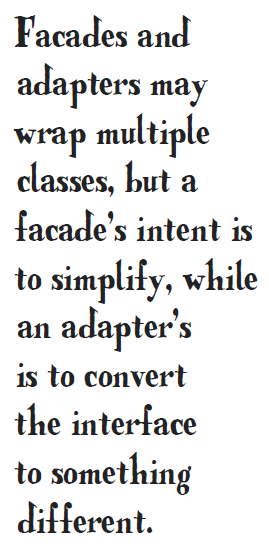 Facades and
adapters may
wrap multiple
classes, but a
facade's intent is
to simplify, while
an adapter's
is to convert
the interface
to something
different.